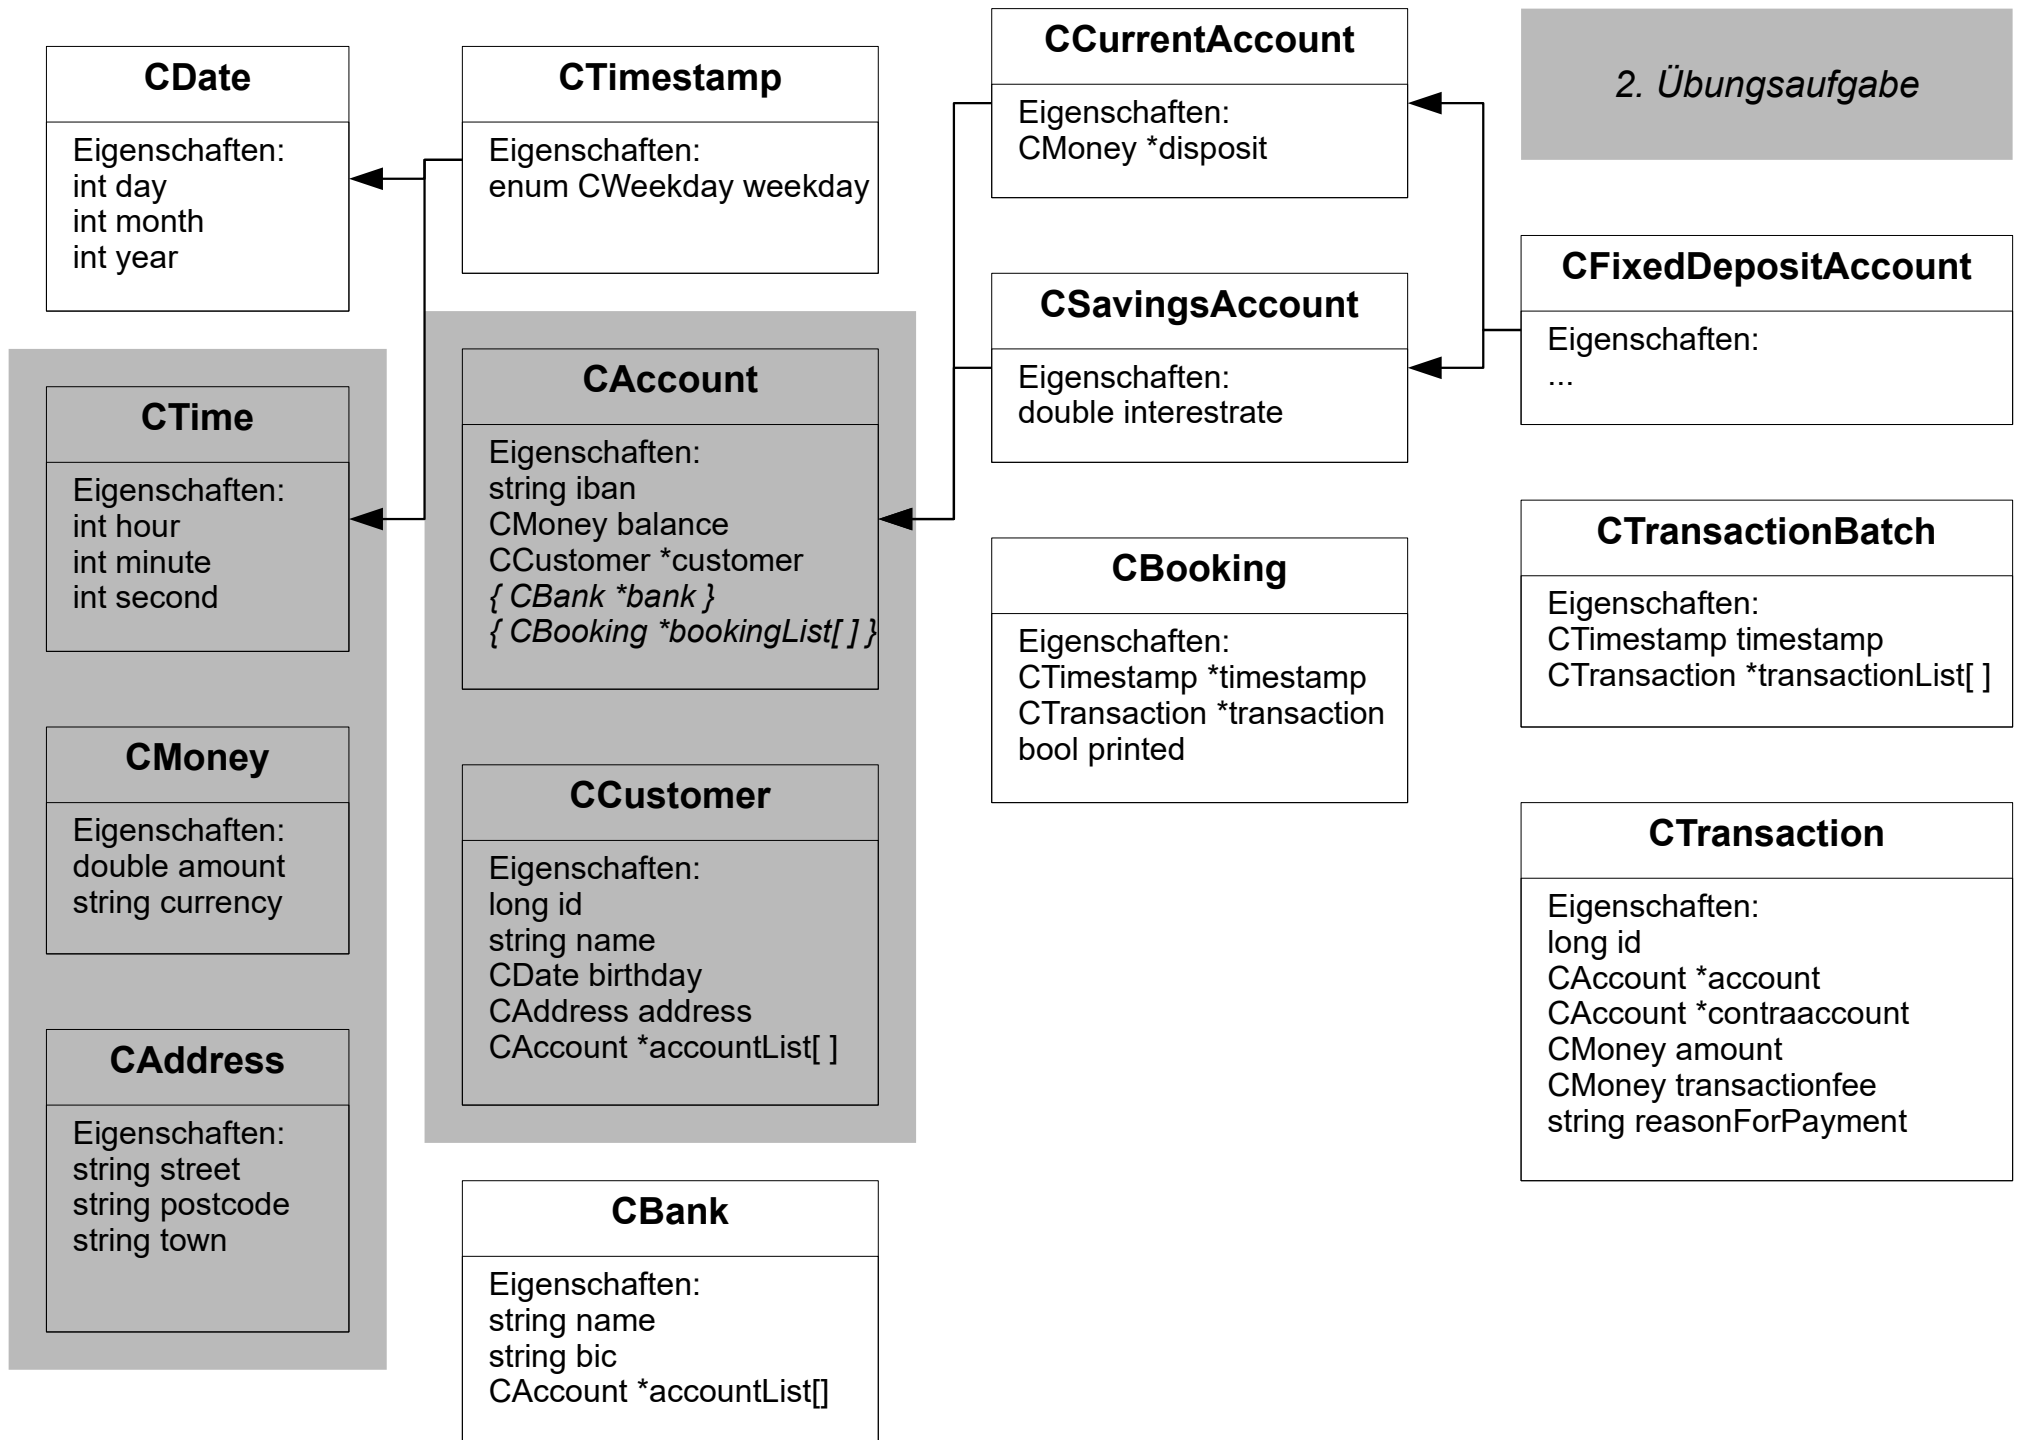 CDate
Eigenschaften:
int day
int month
int year
CTime
Eigenschaften:
int hour
int minute
int second
CMoney
Eigenschaften:
double amount
string currency
CAddress
Eigenschaften:
string street
string postcode
string town
CTimestamp
Eigenschaften:
enum CWeekday weekday
CAccount
Eigenschaften:
string iban
CMoney balance
CCustomer *customer
{ CBank *bank }
{ CBooking *bookingList[ ] }
CCustomer
Eigenschaften:
long id
string name
CDate birthday
CAddress address
CAccount *accountList[ ]
CBank
Eigenschaften:
string name
string bic
CAccount *accountList[]
CCurrentAccount
Eigenschaften:
CMoney *disposit
CSavingsAccount
Eigenschaften:
double interestrate
CBooking
Eigenschaften:
CTimestamp *timestamp
CTransaction *transaction
bool printed
2. Übungsaufgabe
CFixedDepositAccount
Eigenschaften:
...
CTransactionBatch
Eigenschaften:
CTimestamp timestamp
CTransaction *transactionList[ ]
CTransaction
Eigenschaften:
long id
CAccount *account
CAccount *contraaccount
CMoney amount
CMoney transactionfee
string reasonForPayment